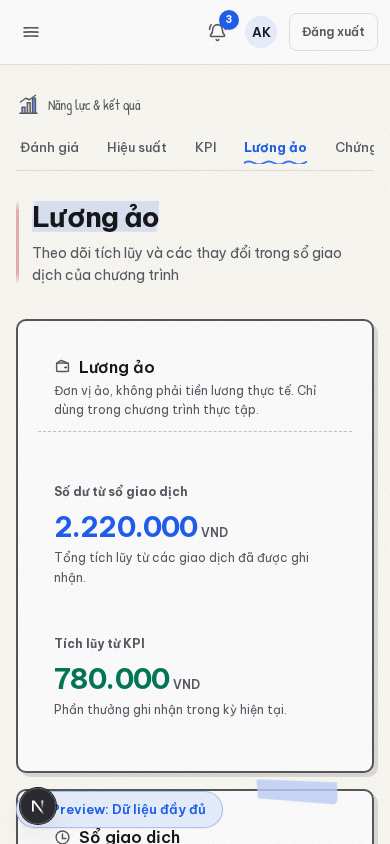 3
AK
Đăng xuất
Năng lực & kết quả
Đánh giá
Hiệu suất
KPI
Lương ảo
Chứng
Lương ảo
Theo dõi tích lũy và các thay đổi trong sổ giao
dịch của chương trình
Lương ảo
Đơn vị ảo, không phải tiền lương thực tế. Chỉ
dùng trong chương trình thực tập.
Số dư từ sổ giao dịch
2.220.000 VND
Tổng tích lũy từ các giao dịch đã được ghi
nhận.
Tích lũy từ KPI
780.000 VND
Phần thưởng ghi nhận trong kỳ hiện tại.
N
Preview: Dữ liệu đầy đủ
Sổ giao dịch